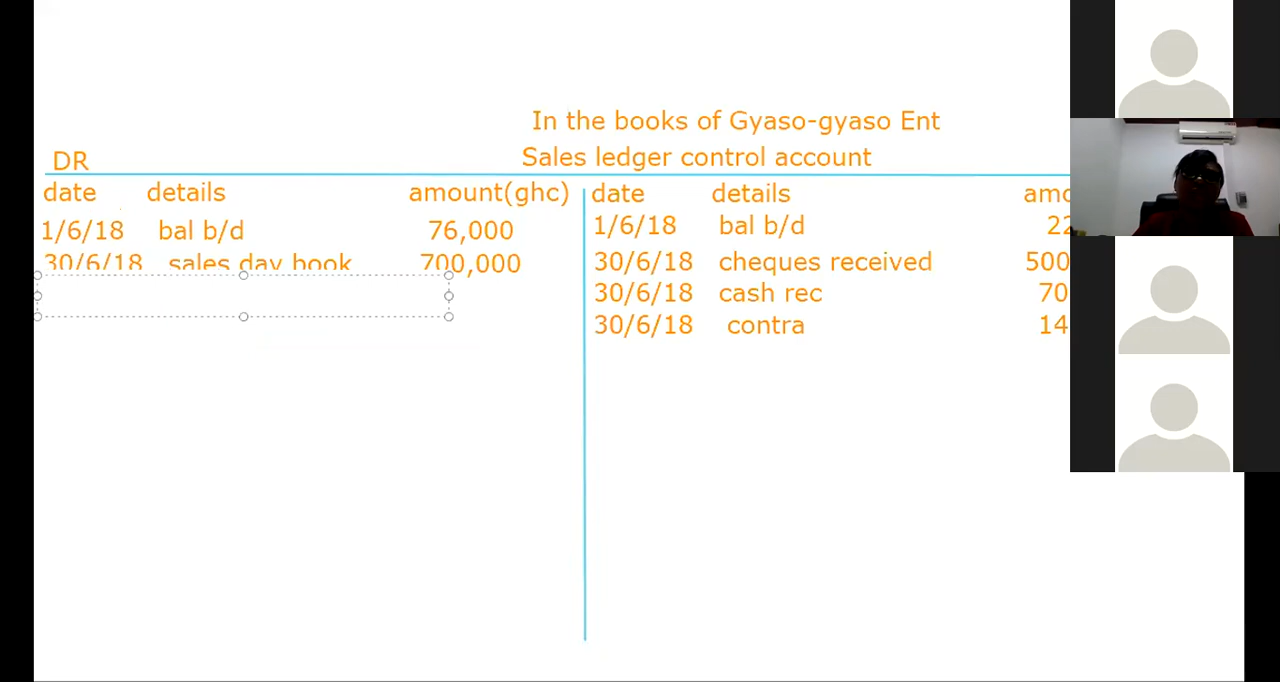 In the books of Gyaso-gyaso Ent
DR
Sales ledger control account
date details amount(ghc) date details
1/6/18 bal b/d 76,000 1/6/18 bal b/d
30/6/18 sales day book 700,000 30/6/18 cheques received
30/6/18 cash rec
30/6/18 contra